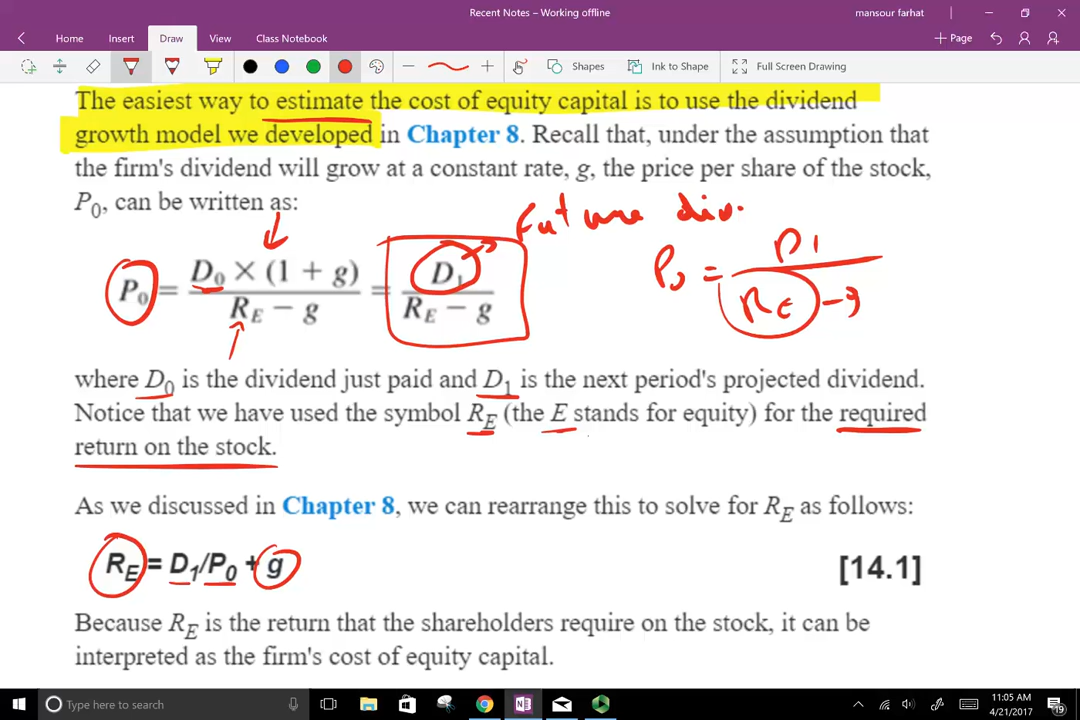 Recent Notes – Working offline
mansour farhat
Home Insert Draw View Class Notebook
Page
Shapes Ink to Shape Full Screen Drawing
The easiest way to estimate the cost of equity capital is to use the dividend
growth model we developed in Chapter 8. Recall that, under the assumption that
the firm's dividend will grow at a constant rate, g, the price per share of the stock,
P₀, can be written as:
Future div.
P₀ = D₀ × (1 + g) / (R_E − g) = D₁ / (R_E − g)
P₀ = D1 / (R_E − g)
where D₀ is the dividend just paid and D₁ is the next period's projected dividend.
Notice that we have used the symbol R_E (the E stands for equity) for the required
return on the stock.
As we discussed in Chapter 8, we can rearrange this to solve for R_E as follows:
R_E = D₁/P₀ + g [14.1]
Because R_E is the return that the shareholders require on the stock, it can be
interpreted as the firm's cost of equity capital.
Type here to search
11:05 AM
4/21/2017
19